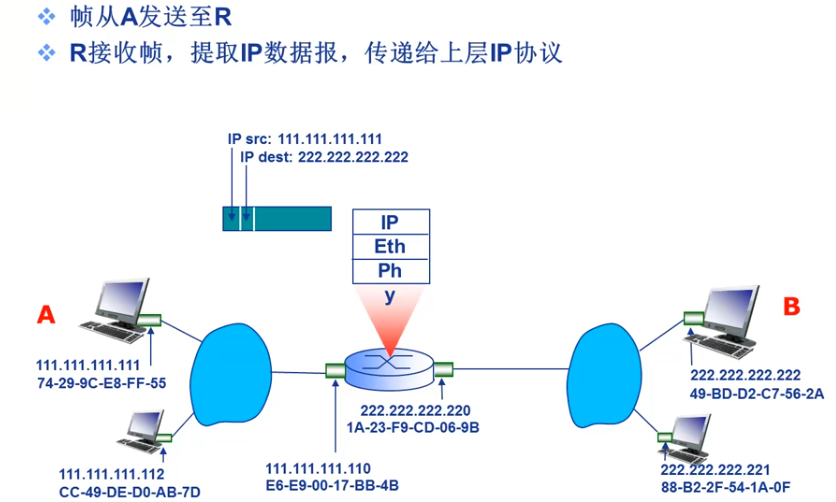 帧从A发送至R
R接收帧，提取IP数据报，传递给上层IP协议
IP src: 111.111.111.111
IP dest: 222.222.222.222
IP
Eth
Ph
y
A
B
111.111.111.111
74-29-9C-E8-FF-55
222.222.222.222
49-BD-D2-C7-56-2A
222.222.222.220
1A-23-F9-CD-06-9B
111.111.111.112
CC-49-DE-D0-AB-7D
111.111.111.110
E6-E9-00-17-BB-4B
222.222.222.221
88-B2-2F-54-1A-0F